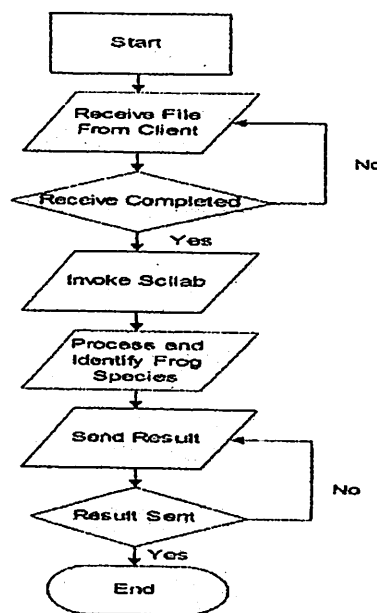 Start
Receive File
From Client
No
Receive Completed
Yes
Invoke Scilab
Process and
Identify Frog
Species
Send Result
No
Result Sent
Yes
End